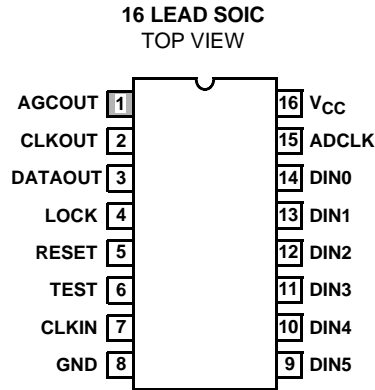 16 LEAD SOIC
TOP VIEW
AGCOUT 1 16 VCC
CLKOUT 2 15 ADCLK
DATAOUT 3 14 DIN0
LOCK 4 13 DIN1
RESET 5 12 DIN2
TEST 6 11 DIN3
CLKIN 7 10 DIN4
GND 8 9 DIN5